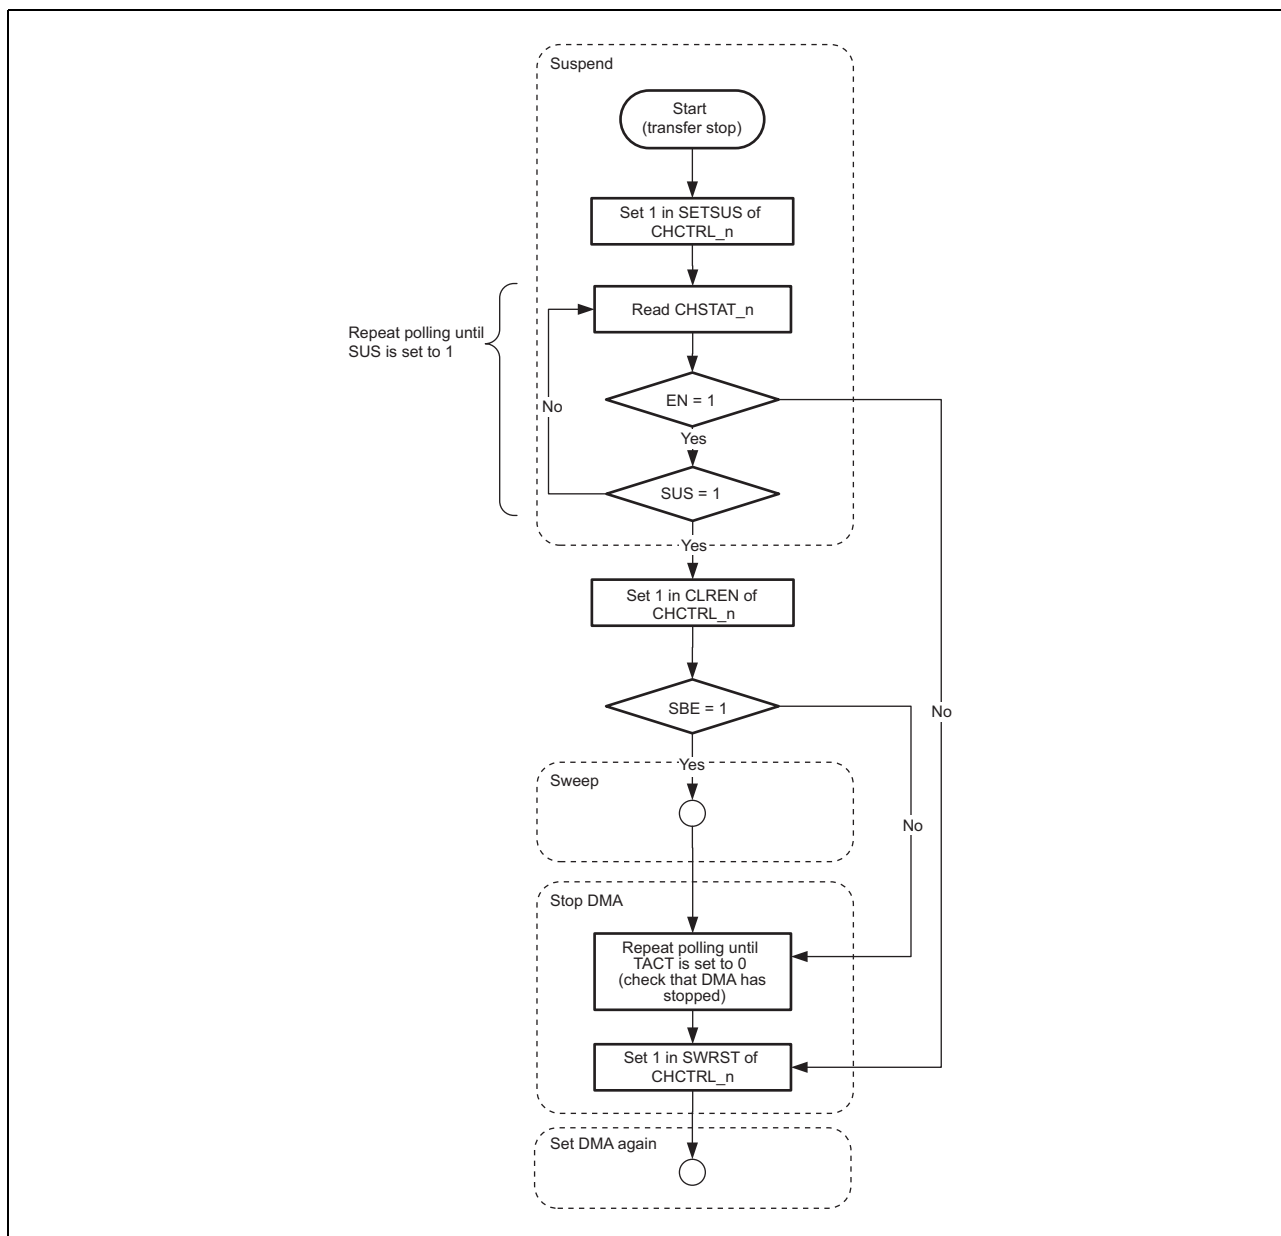 Suspend
Start
(transfer stop)
Set 1 in SETSUS of
CHCTRL_n
Read CHSTAT_n
Repeat polling until
SUS is set to 1
EN = 1
No
Yes
SUS = 1
Yes
Set 1 in CLREN of
CHCTRL_n
SBE = 1
No
Yes
Sweep
No
Stop DMA
Repeat polling until
TACT is set to 0
(check that DMA has
stopped)
Set 1 in SWRST of
CHCTRL_n
Set DMA again